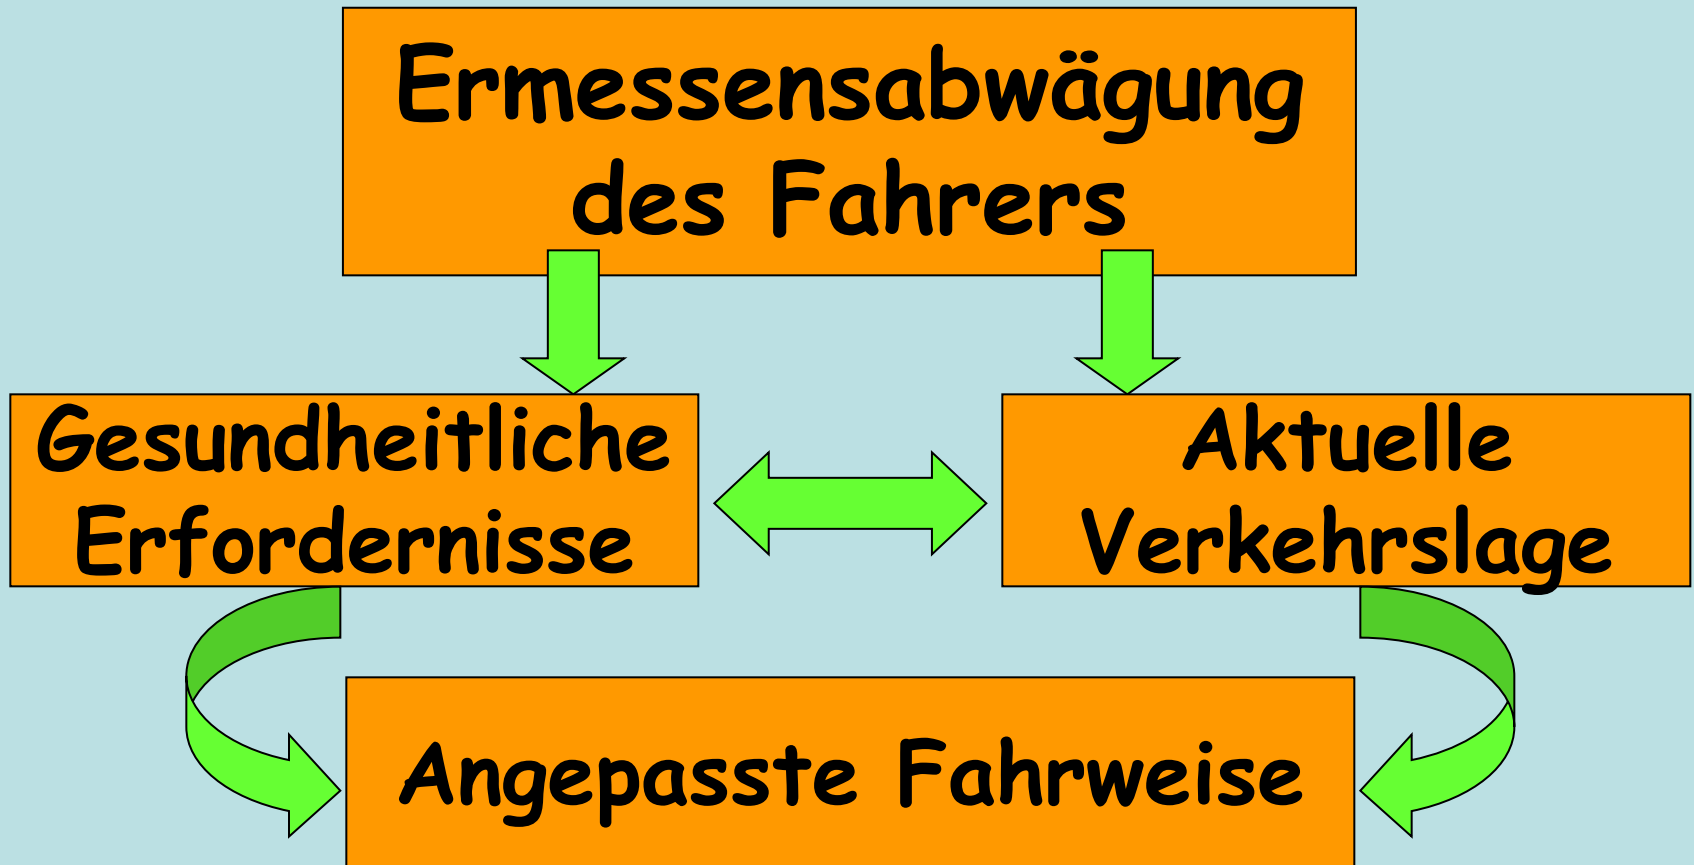 Ermessensabwägung
des Fahrers
Gesundheitliche
Erfordernisse
Aktuelle
Verkehrslage
Angepasste Fahrweise